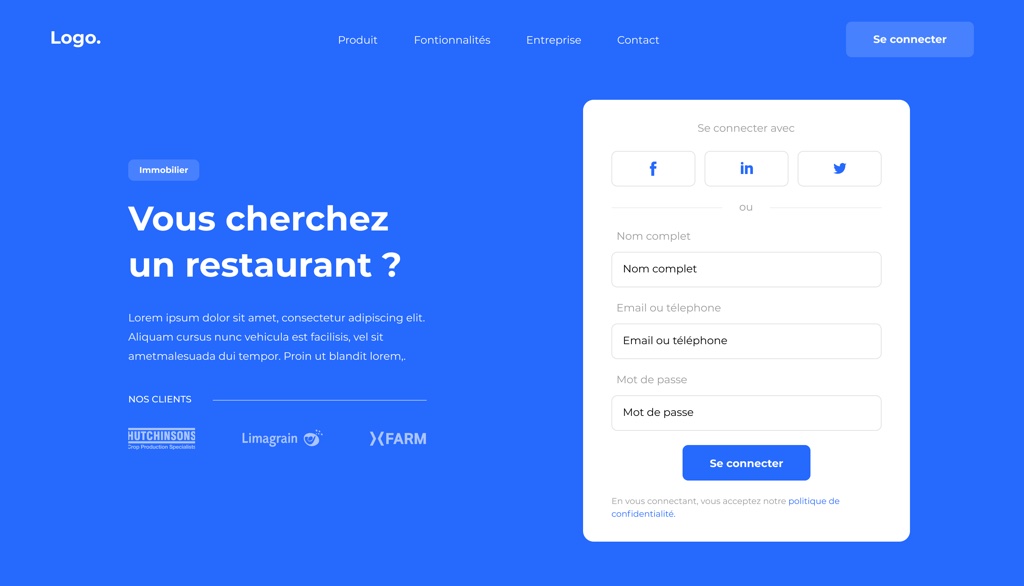 Logo.
Produit
Fontionnalités
Entreprise
Contact
Se connecter
Immobilier
Vous cherchez
un restaurant ?
Lorem ipsum dolor sit amet, consectetur adipiscing elit.
Aliquam cursus nunc vehicula est facilisis, vel sit
ametmalesuada dui tempor. Proin ut blandit lorem,.
NOS CLIENTS
HUTCHINSONS
Crop Production Specialists
Limagrain
FARM
Se connecter avec
f
in
ou
Nom complet
Nom complet
Email ou télephone
Email ou téléphone
Mot de passe
Mot de passe
Se connecter
En vous connectant, vous acceptez notre politique de
confidentialité.